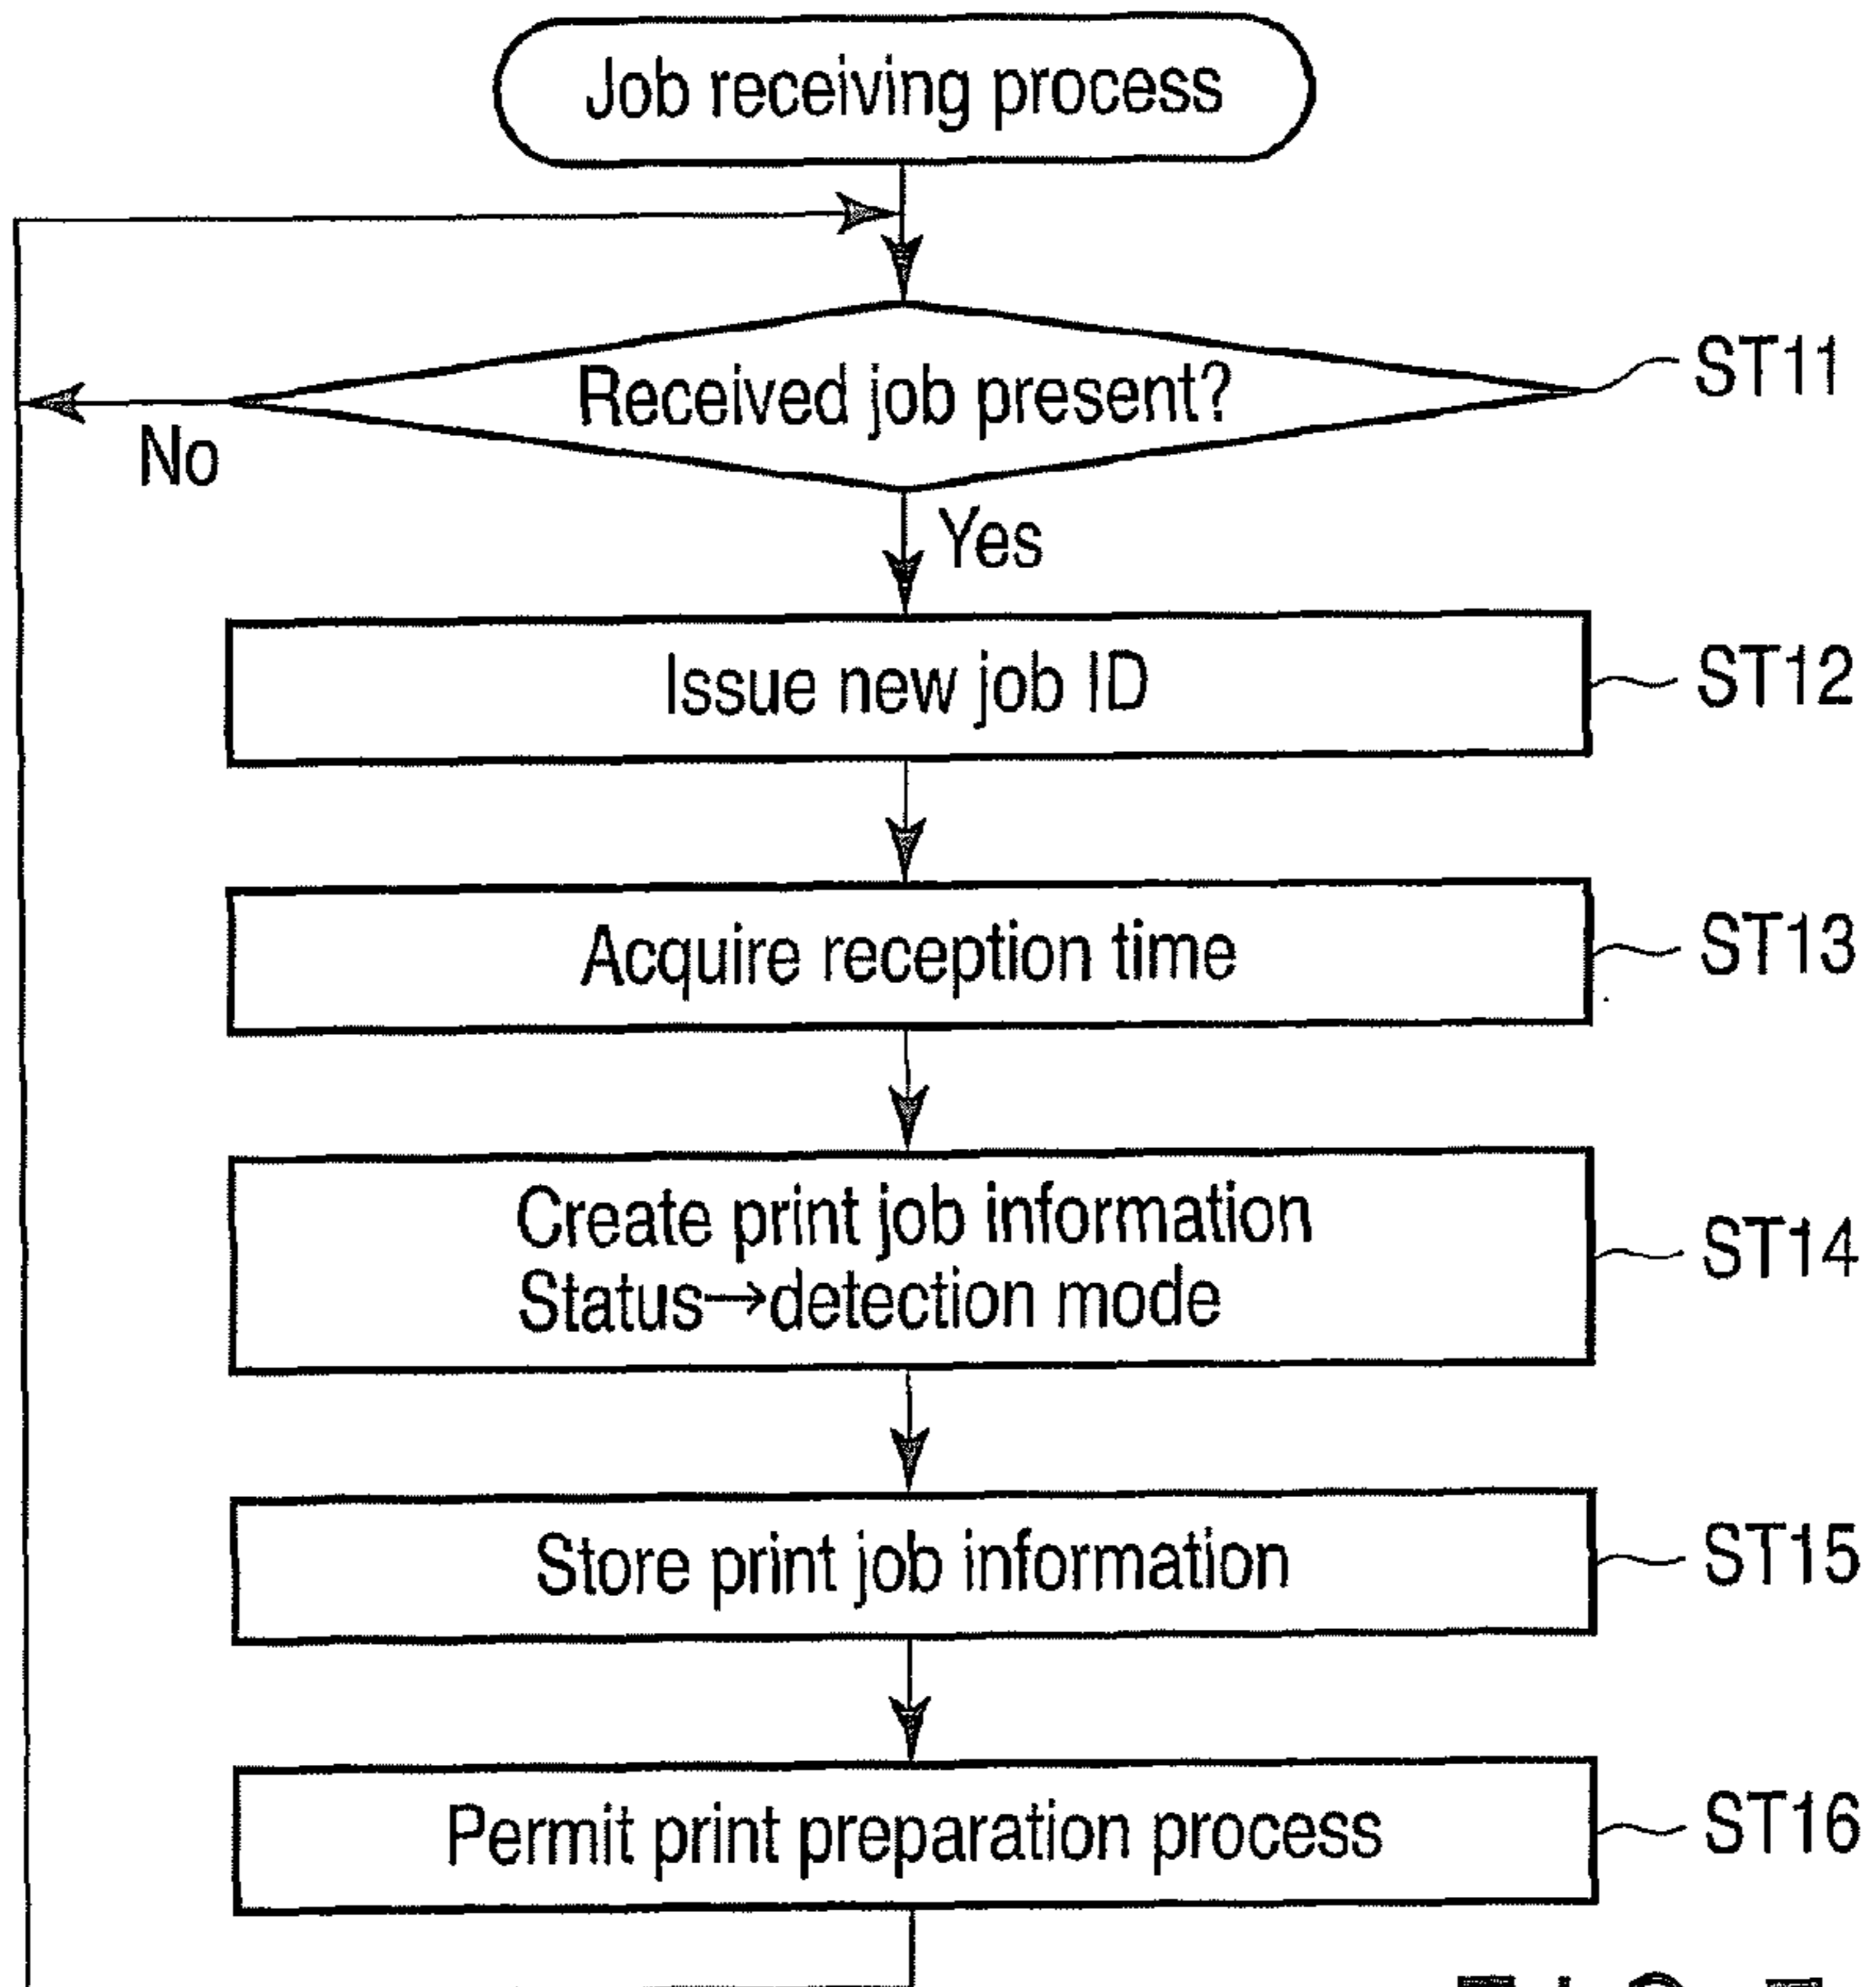 Job receiving process
Received job present?
ST11
No
Yes
Issue new job ID
ST12
Acquire reception time
ST13
Create print job information
Status→detection mode
ST14
Store print job information
ST15
Permit print preparation process
ST16